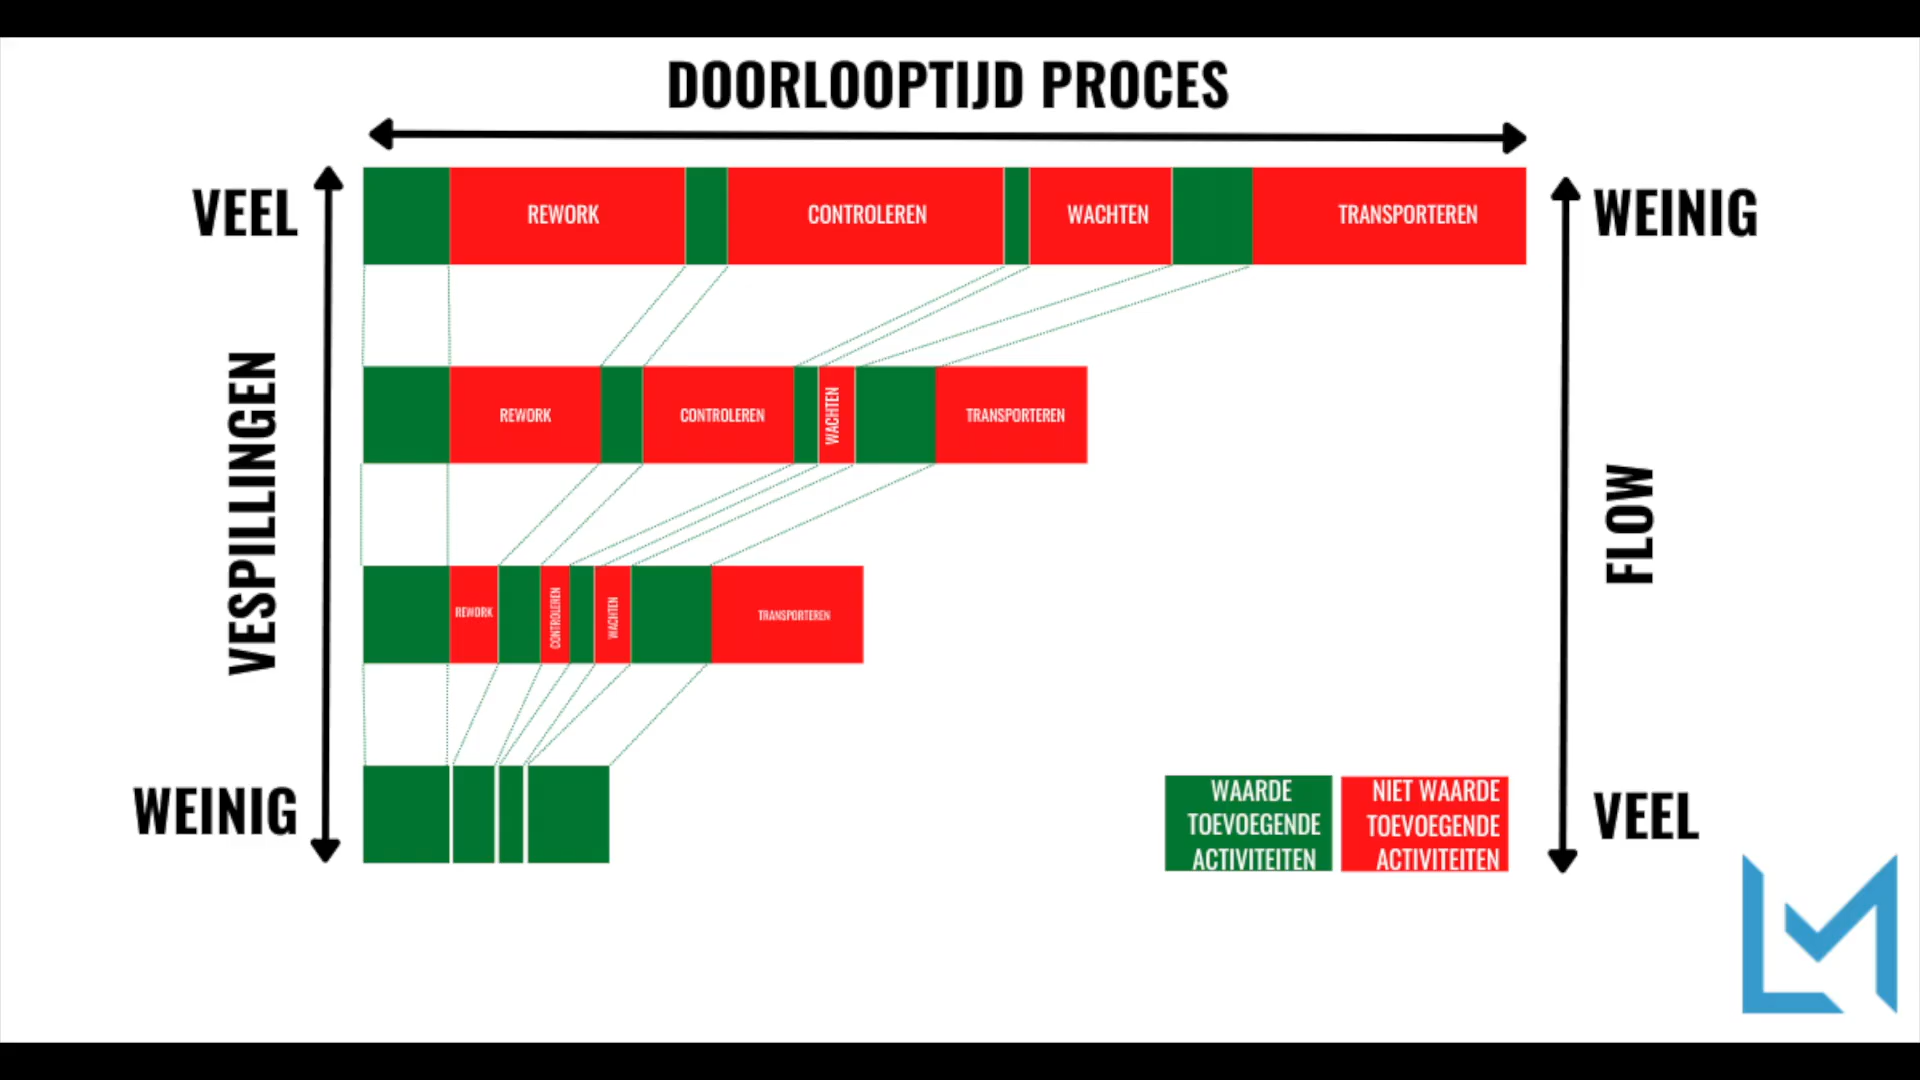 DOORLOOPTIJD PROCES
VEEL
WEINIG
REWORK
CONTROLEREN
WACHTEN
TRANSPORTEREN
VESPILLINGEN
FLOW
REWORK
CONTROLEREN
WACHTEN
TRANSPORTEREN
REWORK
CONTROLEREN
WACHTEN
TRANSPORTEREN
WEINIG
VEEL
WAARDE
TOEVOEGENDE
ACTIVITEITEN
NIET WAARDE
TOEVOEGENDE
ACTIVITEITEN